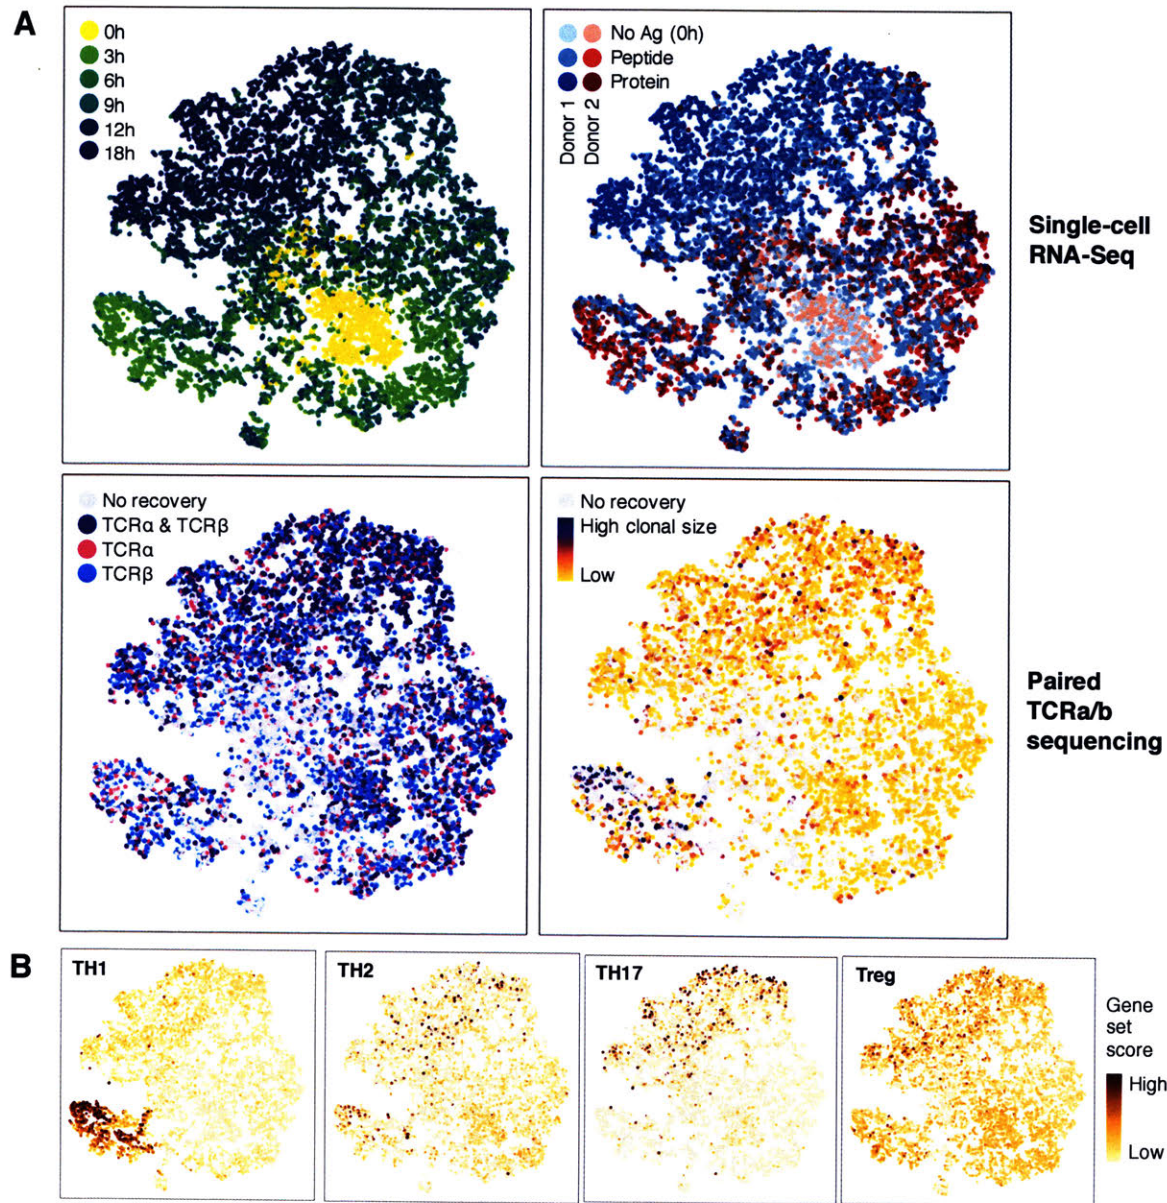 A
0h
3h
6h
9h
12h
18h
No Ag (0h)
Peptide
Protein
Donor 1
Donor 2
Single-cell
RNA-Seq
No recovery
TCRα & TCRβ
TCRα
TCRβ
No recovery
High clonal size
Low
Paired
TCRa/b
sequencing
B
TH1
TH2
TH17
Treg
Gene
set
score
High
Low